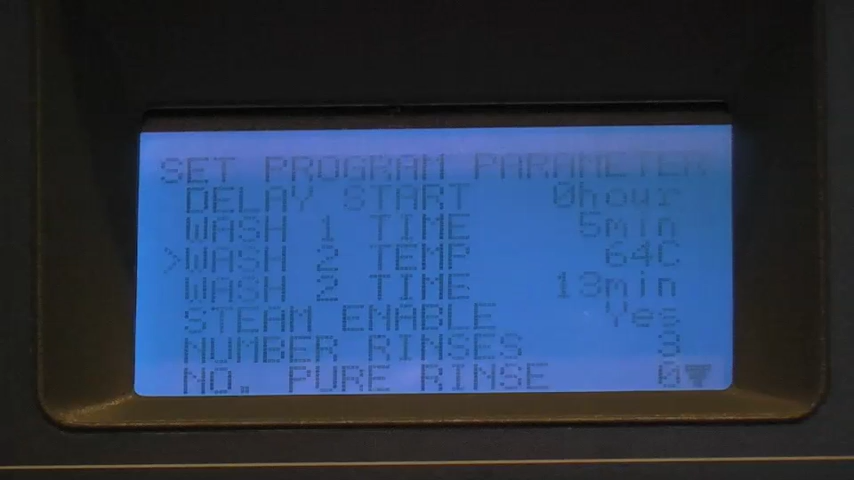 SET PROGRAM PARAMETER
DELAY START 0hour
WASH 1 TIME 5min
>WASH 2 TEMP 64C
WASH 2 TIME 13min
STEAM ENABLE Yes
NUMBER RINSES 3
NO. PURE RINSE 0▼